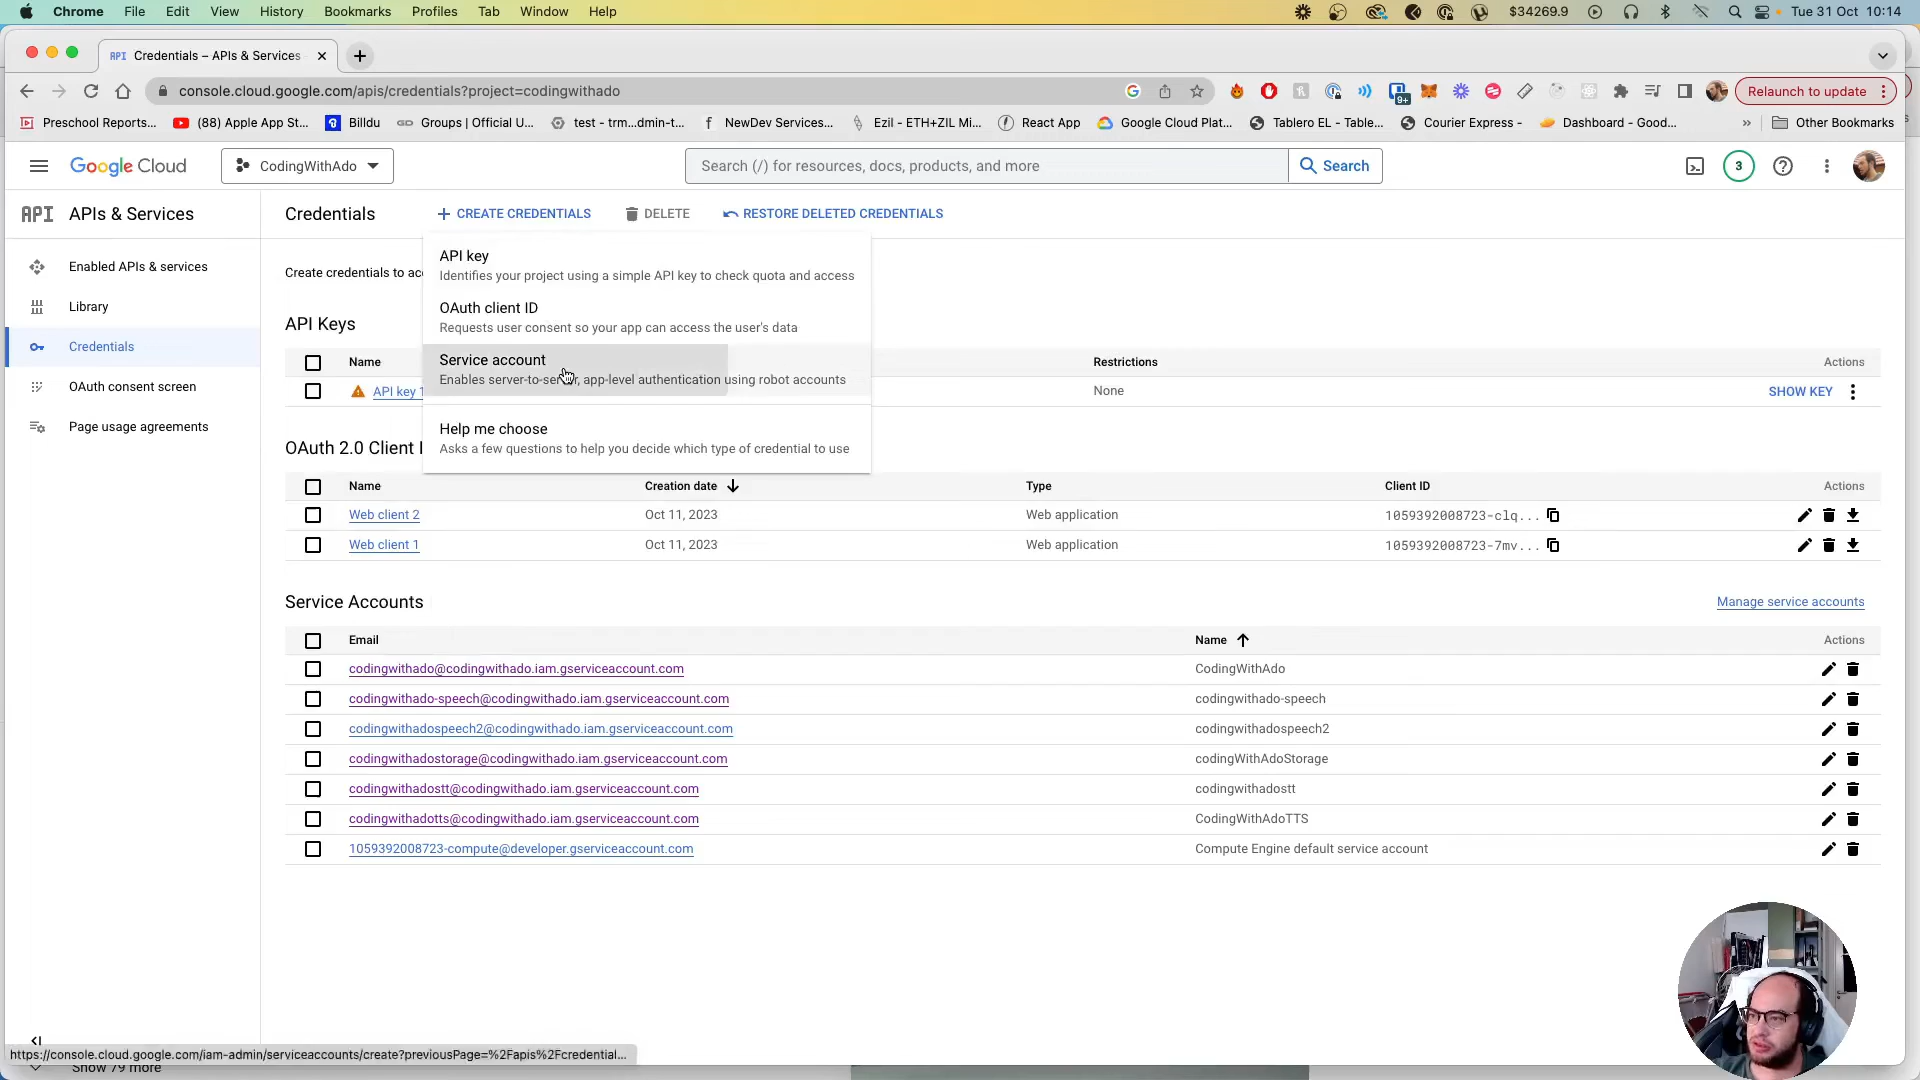 Chrome File Edit View History Bookmarks Profiles Tab Window Help $34269.9 Tue 31 Oct 10:14
API Credentials – APIs & Services
console.cloud.google.com/apis/credentials?project=codingwithado 9+ Relaunch to update
Preschool Reports... (88) Apple App St... Billdu Groups | Official U... test - trm...dmin-t... NewDev Services... Ezil - ETH+ZIL Mi... React App Google Cloud Plat... Tablero EL - Table... Courier Express - Dashboard - Good... » Other Bookmarks
Google Cloud CodingWithAdo Search (/) for resources, docs, products, and more Search 3
API APIs & Services
Credentials CREATE CREDENTIALS DELETE RESTORE DELETED CREDENTIALS
Enabled APIs & services
Library
Credentials
OAuth consent screen
Page usage agreements
Create credentials to acc
API key
Identifies your project using a simple API key to check quota and access
OAuth client ID
Requests user consent so your app can access the user's data
Service account
Enables server-to-server, app-level authentication using robot accounts
Help me choose
Asks a few questions to help you decide which type of credential to use
API Keys
Name Restrictions Actions
API key 1 None SHOW KEY
OAuth 2.0 Client I
Name Creation date Type Client ID Actions
Web client 2 Oct 11, 2023 Web application 1059392008723-clq...
Web client 1 Oct 11, 2023 Web application 1059392008723-7mv...
Service Accounts Manage service accounts
Email Name Actions
codingwithado@codingwithado.iam.gserviceaccount.com CodingWithAdo
codingwithado-speech@codingwithado.iam.gserviceaccount.com codingwithado-speech
codingwithadospeech2@codingwithado.iam.gserviceaccount.com codingwithadospeech2
codingwithadostorage@codingwithado.iam.gserviceaccount.com codingWithAdoStorage
codingwithadostt@codingwithado.iam.gserviceaccount.com codingwithadostt
codingwithadotts@codingwithado.iam.gserviceaccount.com CodingWithAdoTTS
1059392008723-compute@developer.gserviceaccount.com Compute Engine default service account
https://console.cloud.google.com/iam-admin/serviceaccounts/create?previousPage=%2Fapis%2Fcredential...
Show 79 more